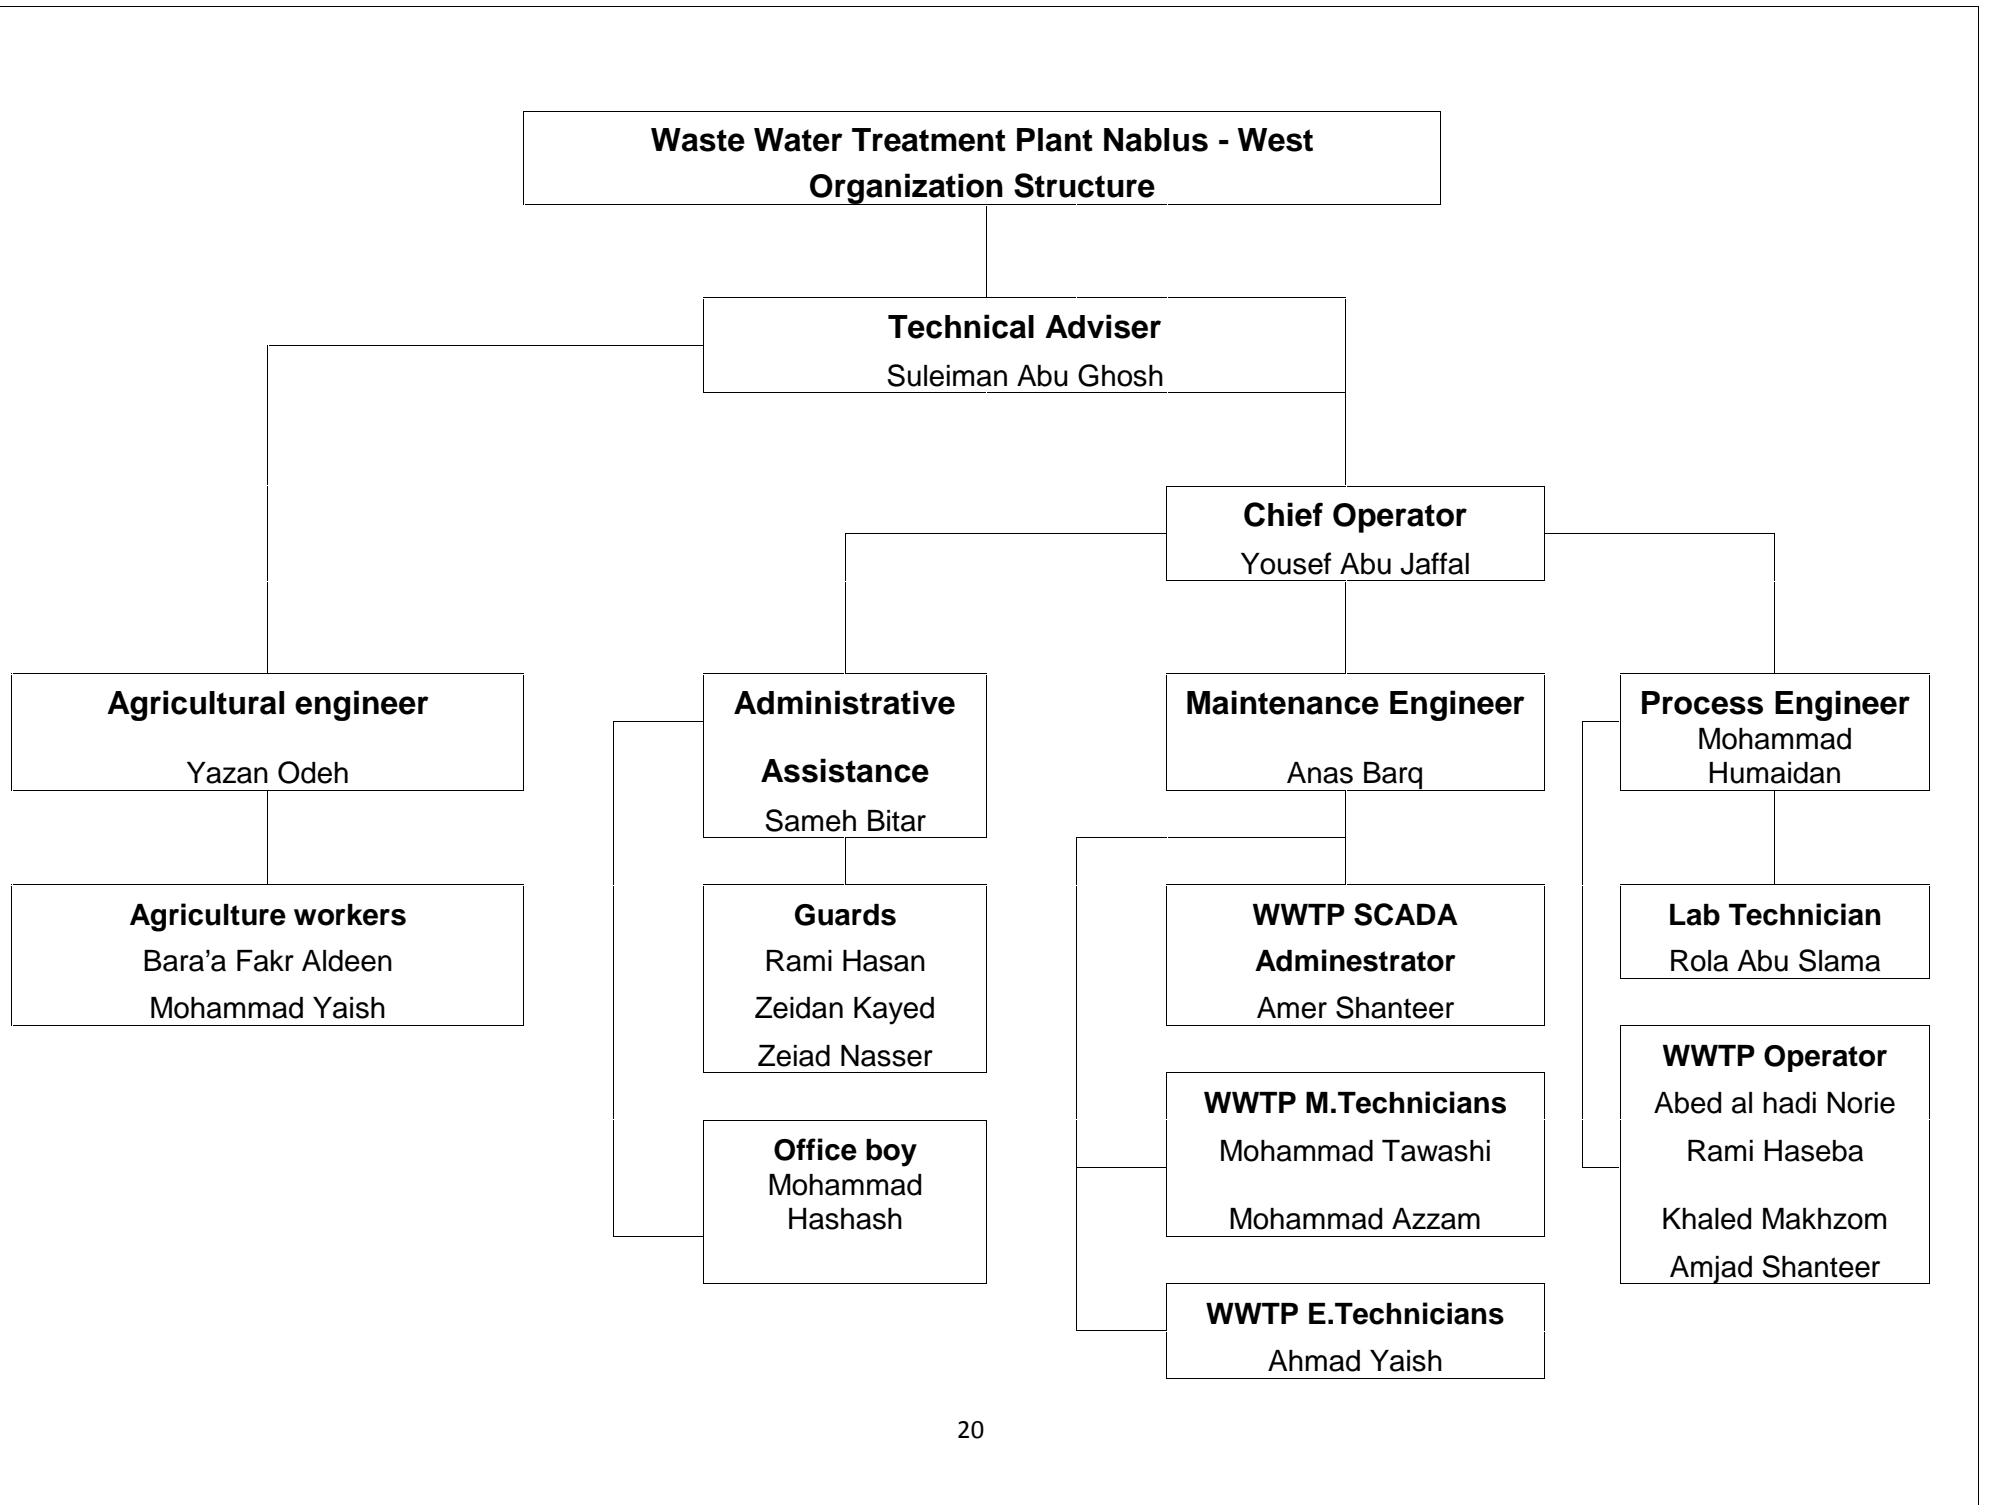 Waste Water Treatment Plant Nablus - West
Organization Structure
Technical Adviser
Suleiman Abu Ghosh
Chief Operator
Yousef Abu Jaffal
Agricultural engineer
Yazan Odeh
Administrative
Assistance
Sameh Bitar
Maintenance Engineer
Anas Barq
Process Engineer
Mohammad
Humaidan
Agriculture workers
Bara’a Fakr Aldeen
Mohammad Yaish
Guards
Rami Hasan
Zeidan Kayed
Zeiad Nasser
Office boy
Mohammad
Hashash
WWTP SCADA
Adminestrator
Amer Shanteer
WWTP M.Technicians
Mohammad Tawashi
Mohammad Azzam
WWTP E.Technicians
Ahmad Yaish
Lab Technician
Rola Abu Slama
WWTP Operator
Abed al hadi Norie
Rami Haseba
Khaled Makhzom
Amjad Shanteer
20